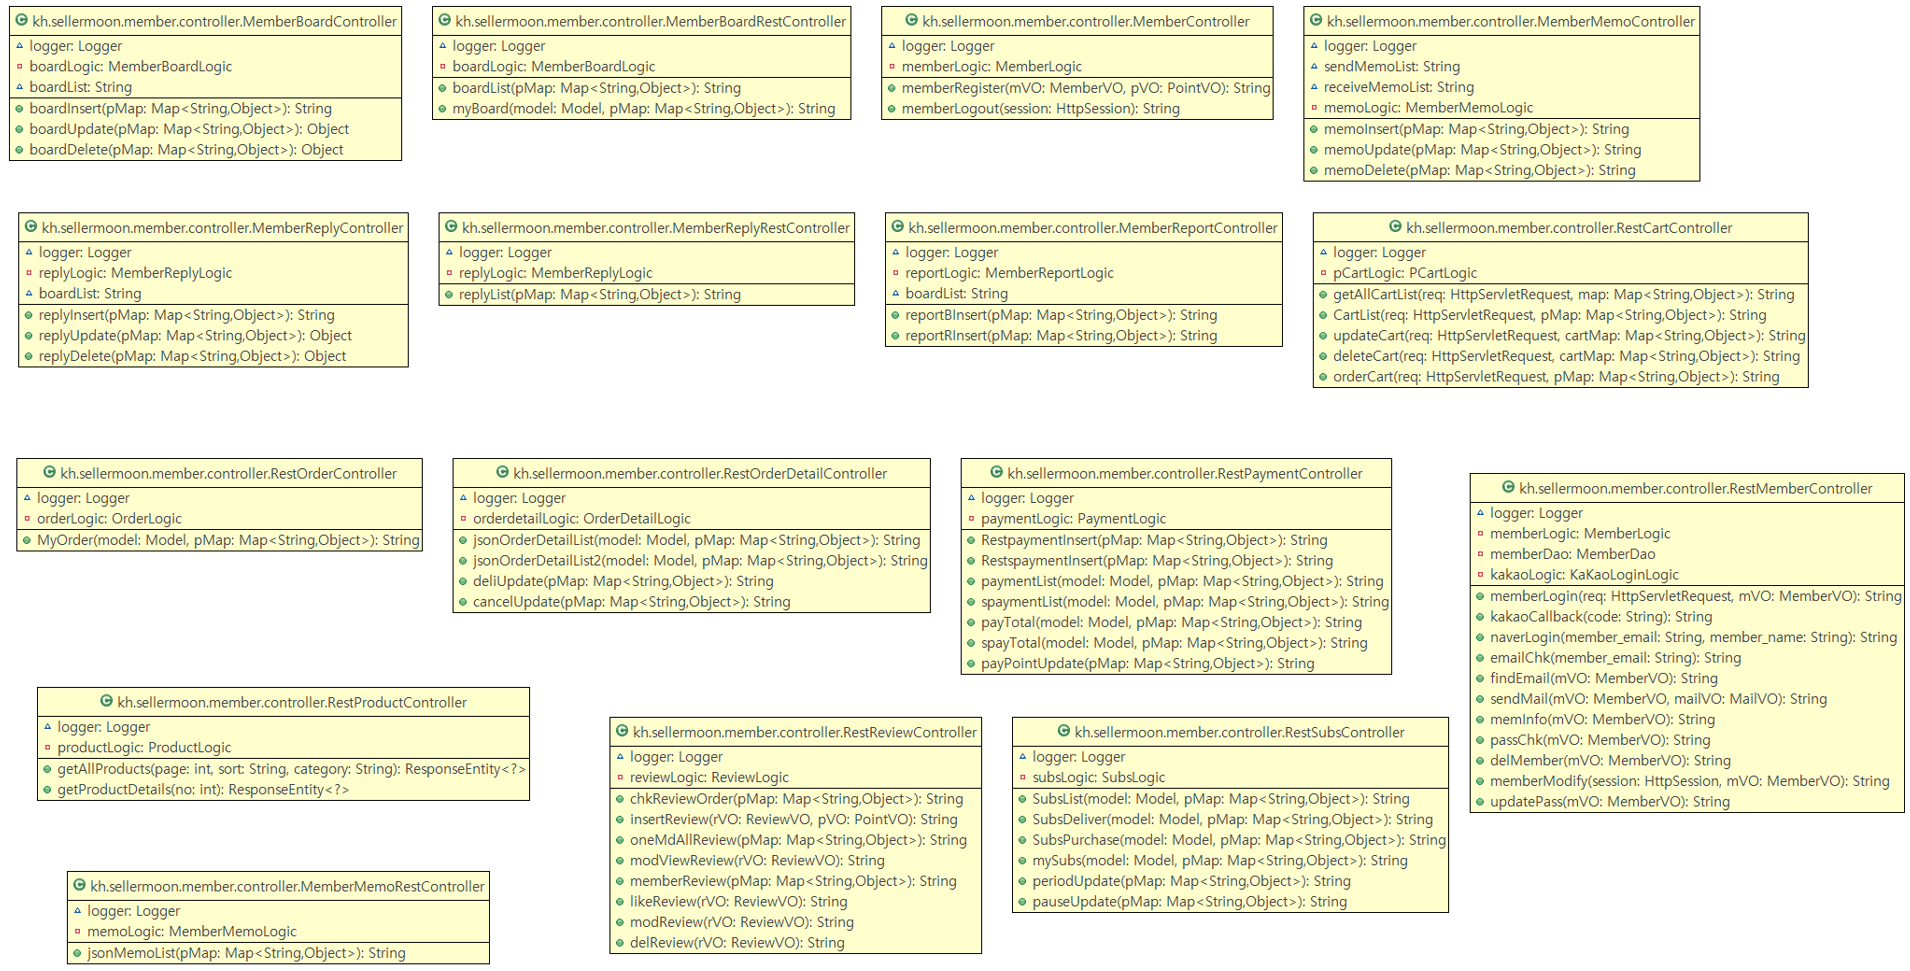 kh.sellermoon.member.controller.MemberBoardController
logger: Logger
boardLogic: MemberBoardLogic
boardList: String
boardInsert(pMap: Map<String,Object>): String
boardUpdate(pMap: Map<String,Object>): Object
boardDelete(pMap: Map<String,Object>): Object
kh.sellermoon.member.controller.MemberBoardRestController
logger: Logger
boardLogic: MemberBoardLogic
boardList(pMap: Map<String,Object>): String
myBoard(model: Model, pMap: Map<String,Object>): String
kh.sellermoon.member.controller.MemberController
logger: Logger
memberLogic: MemberLogic
memberRegister(mVO: MemberVO, pVO: PointVO): String
memberLogout(session: HttpSession): String
kh.sellermoon.member.controller.MemberMemoController
logger: Logger
sendMemoList: String
receiveMemoList: String
memoLogic: MemberMemoLogic
memoInsert(pMap: Map<String,Object>): String
memoUpdate(pMap: Map<String,Object>): String
memoDelete(pMap: Map<String,Object>): String
kh.sellermoon.member.controller.MemberReplyController
logger: Logger
replyLogic: MemberReplyLogic
boardList: String
replyInsert(pMap: Map<String,Object>): String
replyUpdate(pMap: Map<String,Object>): Object
replyDelete(pMap: Map<String,Object>): Object
kh.sellermoon.member.controller.MemberReplyRestController
logger: Logger
replyLogic: MemberReplyLogic
replyList(pMap: Map<String,Object>): String
kh.sellermoon.member.controller.MemberReportController
logger: Logger
reportLogic: MemberReportLogic
boardList: String
reportBInsert(pMap: Map<String,Object>): String
reportRInsert(pMap: Map<String,Object>): String
kh.sellermoon.member.controller.RestCartController
logger: Logger
pCartLogic: PCartLogic
getAllCartList(req: HttpServletRequest, map: Map<String,Object>): String
CartList(req: HttpServletRequest, pMap: Map<String,Object>): String
updateCart(req: HttpServletRequest, cartMap: Map<String,Object>): String
deleteCart(req: HttpServletRequest, cartMap: Map<String,Object>): String
orderCart(req: HttpServletRequest, pMap: Map<String,Object>): String
kh.sellermoon.member.controller.RestOrderController
logger: Logger
orderLogic: OrderLogic
MyOrder(model: Model, pMap: Map<String,Object>): String
kh.sellermoon.member.controller.RestOrderDetailController
logger: Logger
orderdetailLogic: OrderDetailLogic
jsonOrderDetailList(model: Model, pMap: Map<String,Object>): String
jsonOrderDetailList2(model: Model, pMap: Map<String,Object>): String
deliUpdate(pMap: Map<String,Object>): String
cancelUpdate(pMap: Map<String,Object>): String
kh.sellermoon.member.controller.RestPaymentController
logger: Logger
paymentLogic: PaymentLogic
RestpaymentInsert(pMap: Map<String,Object>): String
RestspaymentInsert(pMap: Map<String,Object>): String
paymentList(model: Model, pMap: Map<String,Object>): String
spaymentList(model: Model, pMap: Map<String,Object>): String
payTotal(model: Model, pMap: Map<String,Object>): String
spayTotal(model: Model, pMap: Map<String,Object>): String
payPointUpdate(pMap: Map<String,Object>): String
kh.sellermoon.member.controller.RestMemberController
logger: Logger
memberLogic: MemberLogic
memberDao: MemberDao
kakaoLogic: KaKaoLoginLogic
memberLogin(req: HttpServletRequest, mVO: MemberVO): String
kakaoCallback(code: String): String
naverLogin(member_email: String, member_name: String): String
emailChk(member_email: String): String
findEmail(mVO: MemberVO): String
sendMail(mVO: MemberVO, mailVO: MailVO): String
memInfo(mVO: MemberVO): String
passChk(mVO: MemberVO): String
delMember(mVO: MemberVO): String
memberModify(session: HttpSession, mVO: MemberVO): String
updatePass(mVO: MemberVO): String
kh.sellermoon.member.controller.RestProductController
logger: Logger
productLogic: ProductLogic
getAllProducts(page: int, sort: String, category: String): ResponseEntity<?>
getProductDetails(no: int): ResponseEntity<?>
kh.sellermoon.member.controller.RestReviewController
logger: Logger
reviewLogic: ReviewLogic
chkReviewOrder(pMap: Map<String,Object>): String
insertReview(rVO: ReviewVO, pVO: PointVO): String
oneMdAllReview(pMap: Map<String,Object>): String
modViewReview(rVO: ReviewVO): String
memberReview(pMap: Map<String,Object>): String
likeReview(rVO: ReviewVO): String
modReview(rVO: ReviewVO): String
delReview(rVO: ReviewVO): String
kh.sellermoon.member.controller.RestSubsController
logger: Logger
subsLogic: SubsLogic
SubsList(model: Model, pMap: Map<String,Object>): String
SubsDeliver(model: Model, pMap: Map<String,Object>): String
SubsPurchase(model: Model, pMap: Map<String,Object>): String
mySubs(model: Model, pMap: Map<String,Object>): String
periodUpdate(pMap: Map<String,Object>): String
pauseUpdate(pMap: Map<String,Object>): String
kh.sellermoon.member.controller.MemberMemoRestController
logger: Logger
memoLogic: MemberMemoLogic
jsonMemoList(pMap: Map<String,Object>): String